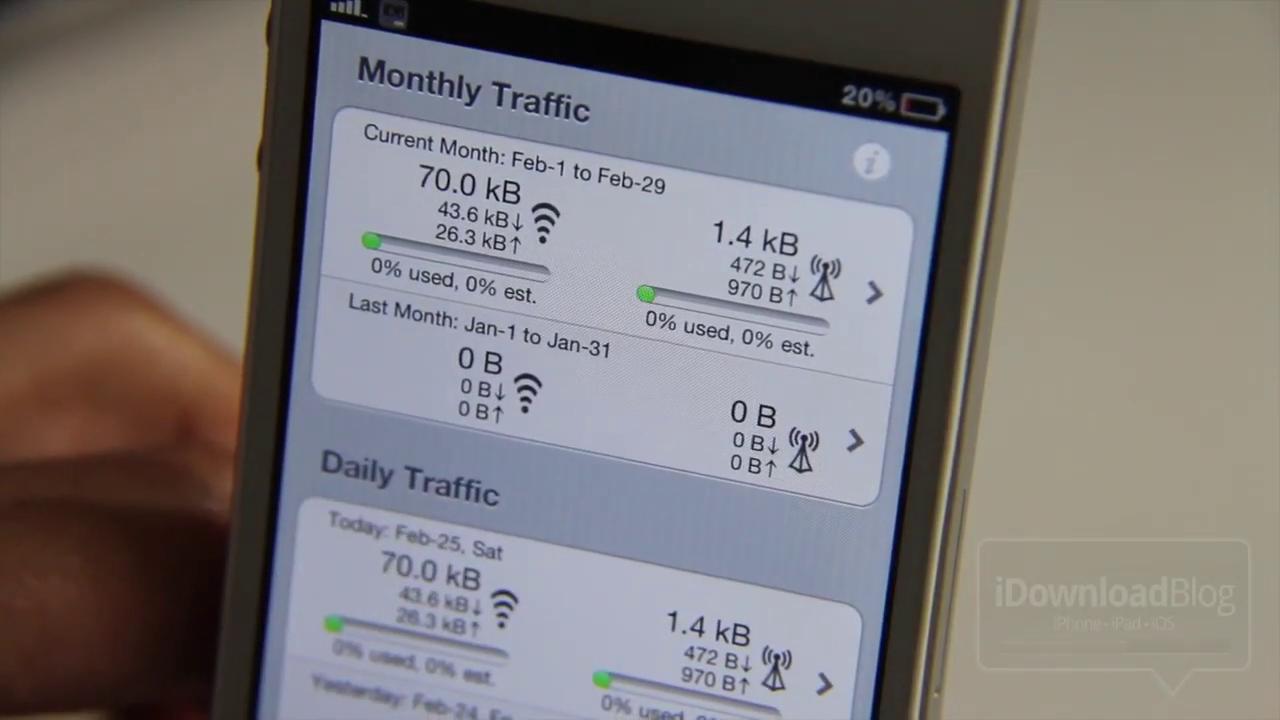 20%
Monthly Traffic
Current Month: Feb-1 to Feb-29
70.0 kB
43.6 kB↓
26.3 kB↑
0% used, 0% est.
1.4 kB
472 B↓
970 B↑
0% used, 0% est.
Last Month: Jan-1 to Jan-31
0 B
0 B↓
0 B↑
0 B
0 B↓
0 B↑
Daily Traffic
Today: Feb-25, Sat
70.0 kB
43.6 kB↓
26.3 kB↑
0% used, 0% est.
1.4 kB
472 B↓
970 B↑
0% used,
Yesterday: Feb-24,
iDownloadBlog
iPhone • iPad • iOS